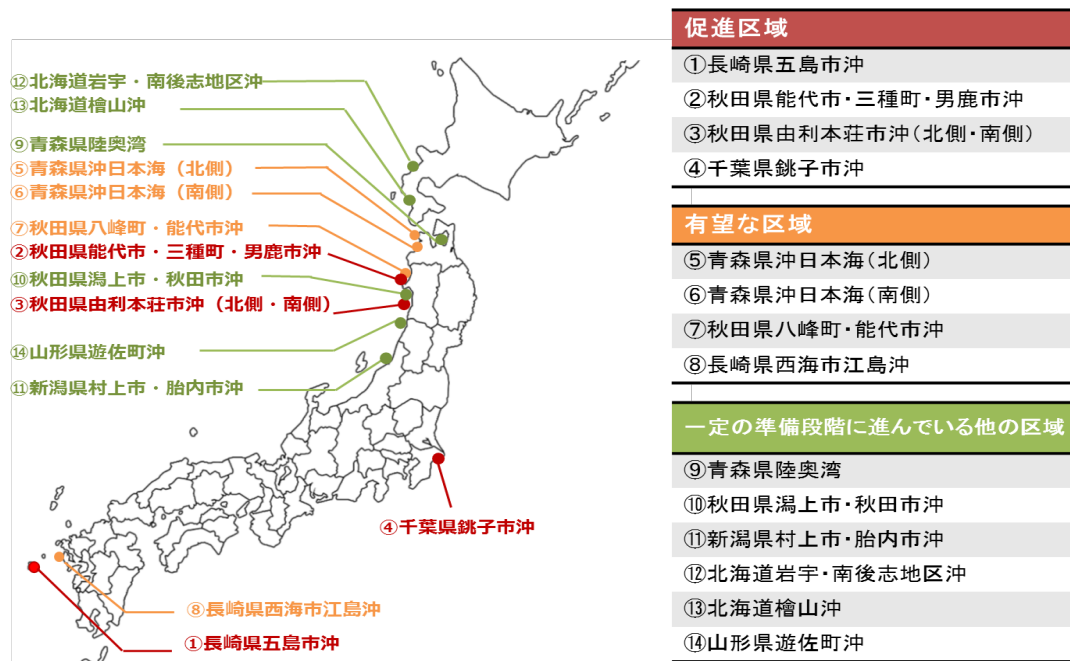 ⑫北海道岩宇・南後志地区沖
⑬北海道檜山沖
⑨青森県陸奥湾
⑤青森県沖日本海（北側）
⑥青森県沖日本海（南側）
⑦秋田県八峰町・能代市沖
②秋田県能代市・三種町・男鹿市沖
⑩秋田県潟上市・秋田市沖
③秋田県由利本荘市沖（北側・南側）
⑭山形県遊佐町沖
⑪新潟県村上市・胎内市沖
④千葉県銚子市沖
⑧長崎県西海市江島沖
①長崎県五島市沖
促進区域
①長崎県五島市沖
②秋田県能代市・三種町・男鹿市沖
③秋田県由利本荘市沖（北側・南側）
④千葉県銚子市沖
有望な区域
⑤青森県沖日本海（北側）
⑥青森県沖日本海（南側）
⑦秋田県八峰町・能代市沖
⑧長崎県西海市江島沖
一定の準備段階に進んでいる他の区域
⑨青森県陸奥湾
⑩秋田県潟上市・秋田市沖
⑪新潟県村上市・胎内市沖
⑫北海道岩宇・南後志地区沖
⑬北海道檜山沖
⑭山形県遊佐町沖